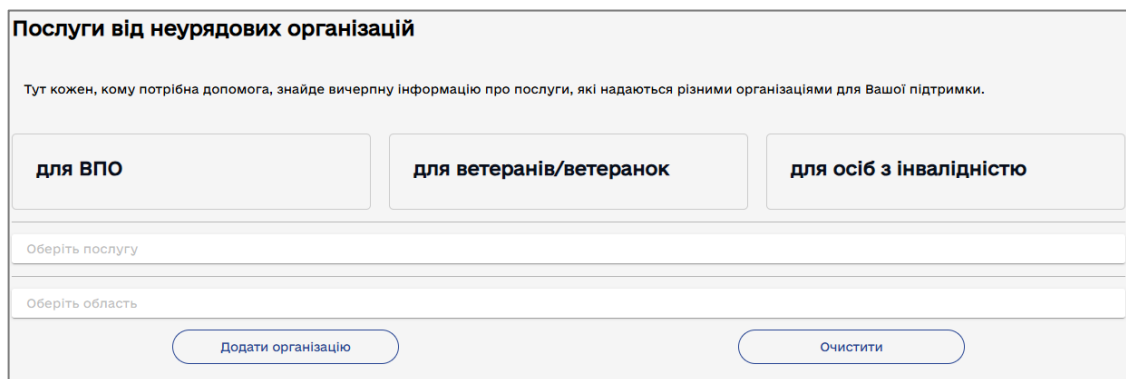 Послуги від неурядових організацій
Тут кожен, кому потрібна допомога, знайде вичерпну інформацію про послуги, які надаються різними організаціями для Вашої підтримки.
для ВПО
для ветеранів/ветеранок
для осіб з інвалідністю
Оберіть послугу
Оберіть область
Додати організацію
Очистити